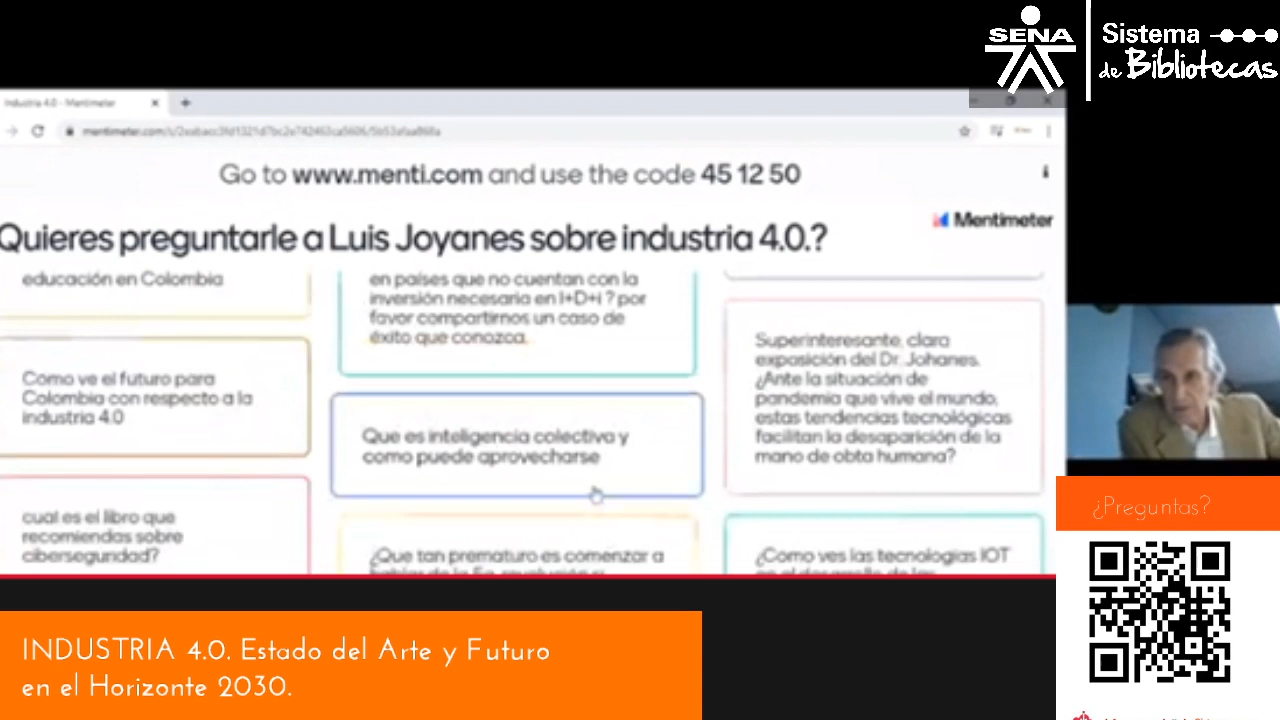 SENA
Sistema
de Bibliotecas
Industria 4.0 - Mentimeter
Go to www.menti.com and use the code 45 12 50
Mentimeter
Quieres preguntarle a Luis Joyanes sobre industria 4.0.?
educación en Colombia
Cómo ve el futuro para
Colombia con respecto a la
industria 4.0
cual es el libro que
recomiendas sobre
ciberseguridad?
en países que no cuentan con la
inversión necesaria en I+D+i ? por
favor compartirnos un caso de
éxito que conozca.
Que es inteligencia colectiva y
como puede aprovecharse
¿Que tan prematuro es comenzar a
Superinteresante, clara
exposición del Dr. Johanes.
¿Ante la situación de
pandemia que vive el mundo,
estas tendencias tecnológicas
facilitan la desaparición de la
mano de obta humana?
¿Como ves las tecnologías IOT
¿Preguntas?
INDUSTRIA 4.0. Estado del Arte y Futuro
en el Horizonte 2030.